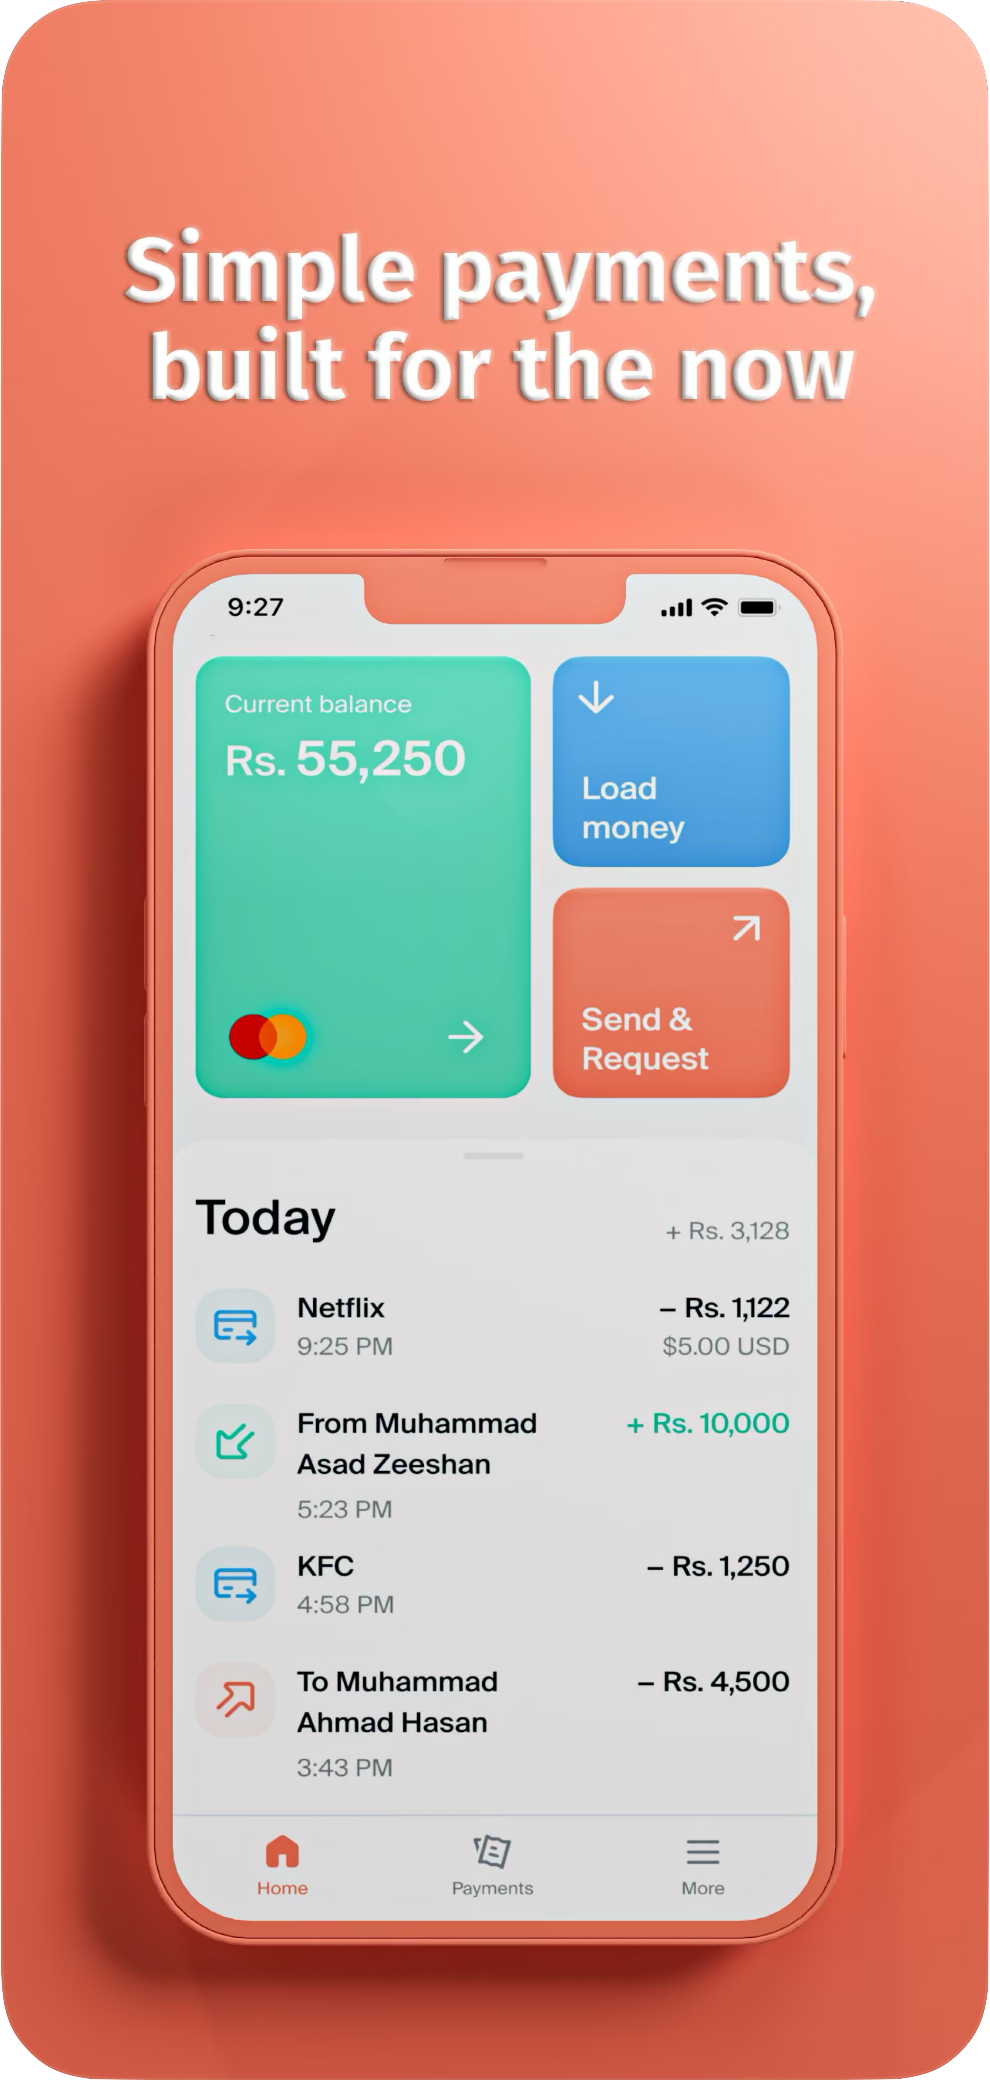 Simple payments,
built for the now
9:27
Current balance
Rs. 55,250
Load
money
Send &
Request
Today
+ Rs. 3,128
Netflix
– Rs. 1,122
9:25 PM
$5.00 USD
From Muhammad
Asad Zeeshan
+ Rs. 10,000
5:23 PM
KFC
– Rs. 1,250
4:58 PM
To Muhammad
Ahmad Hasan
– Rs. 4,500
3:43 PM
Home
Payments
More